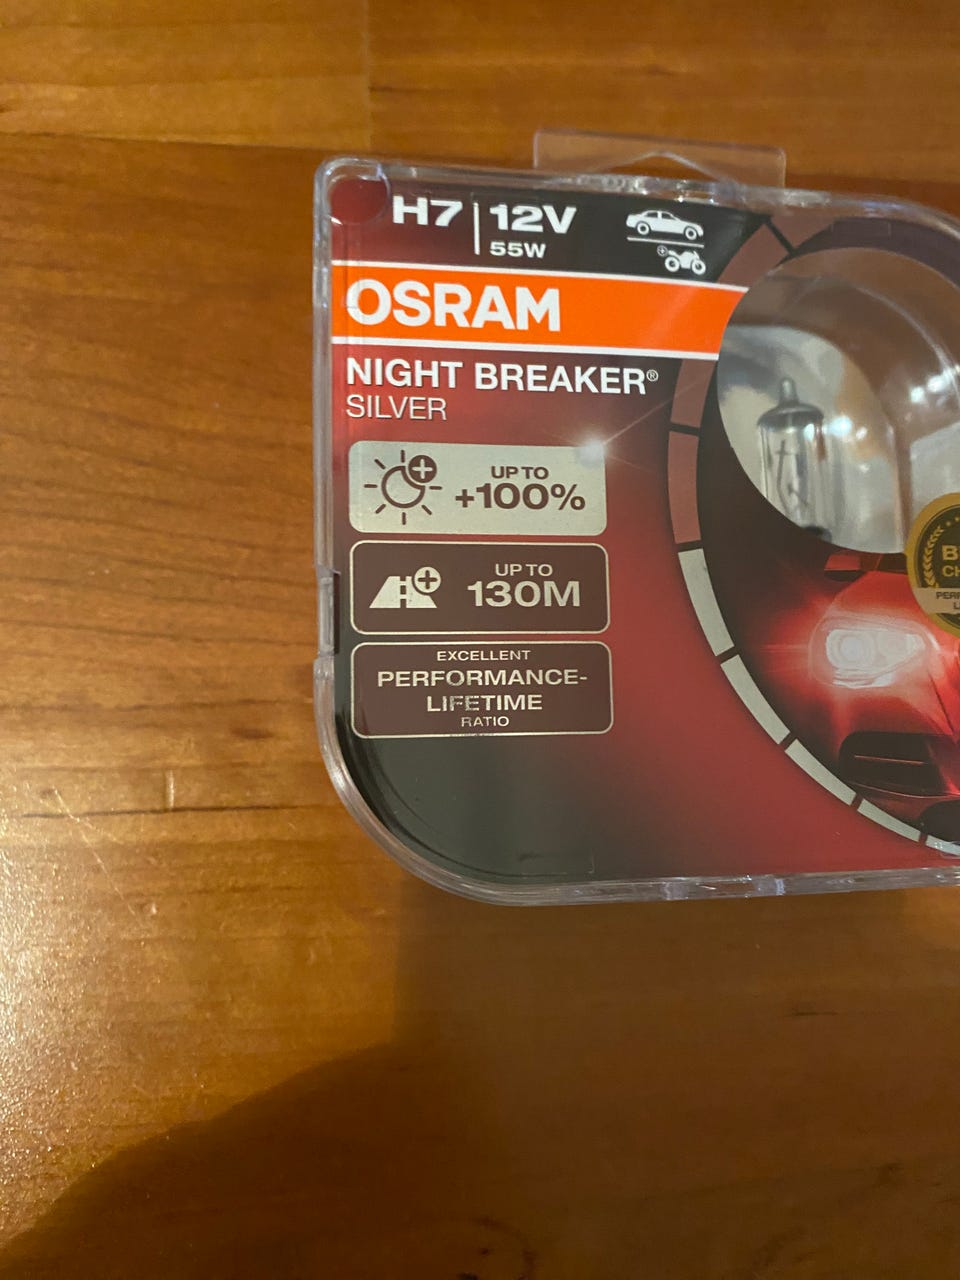 H7 12V
55W
OSRAM
NIGHT BREAKER®
SILVER
UP TO
+100%
UP TO
130M
EXCELLENT
PERFORMANCE-
LIFETIME
RATIO